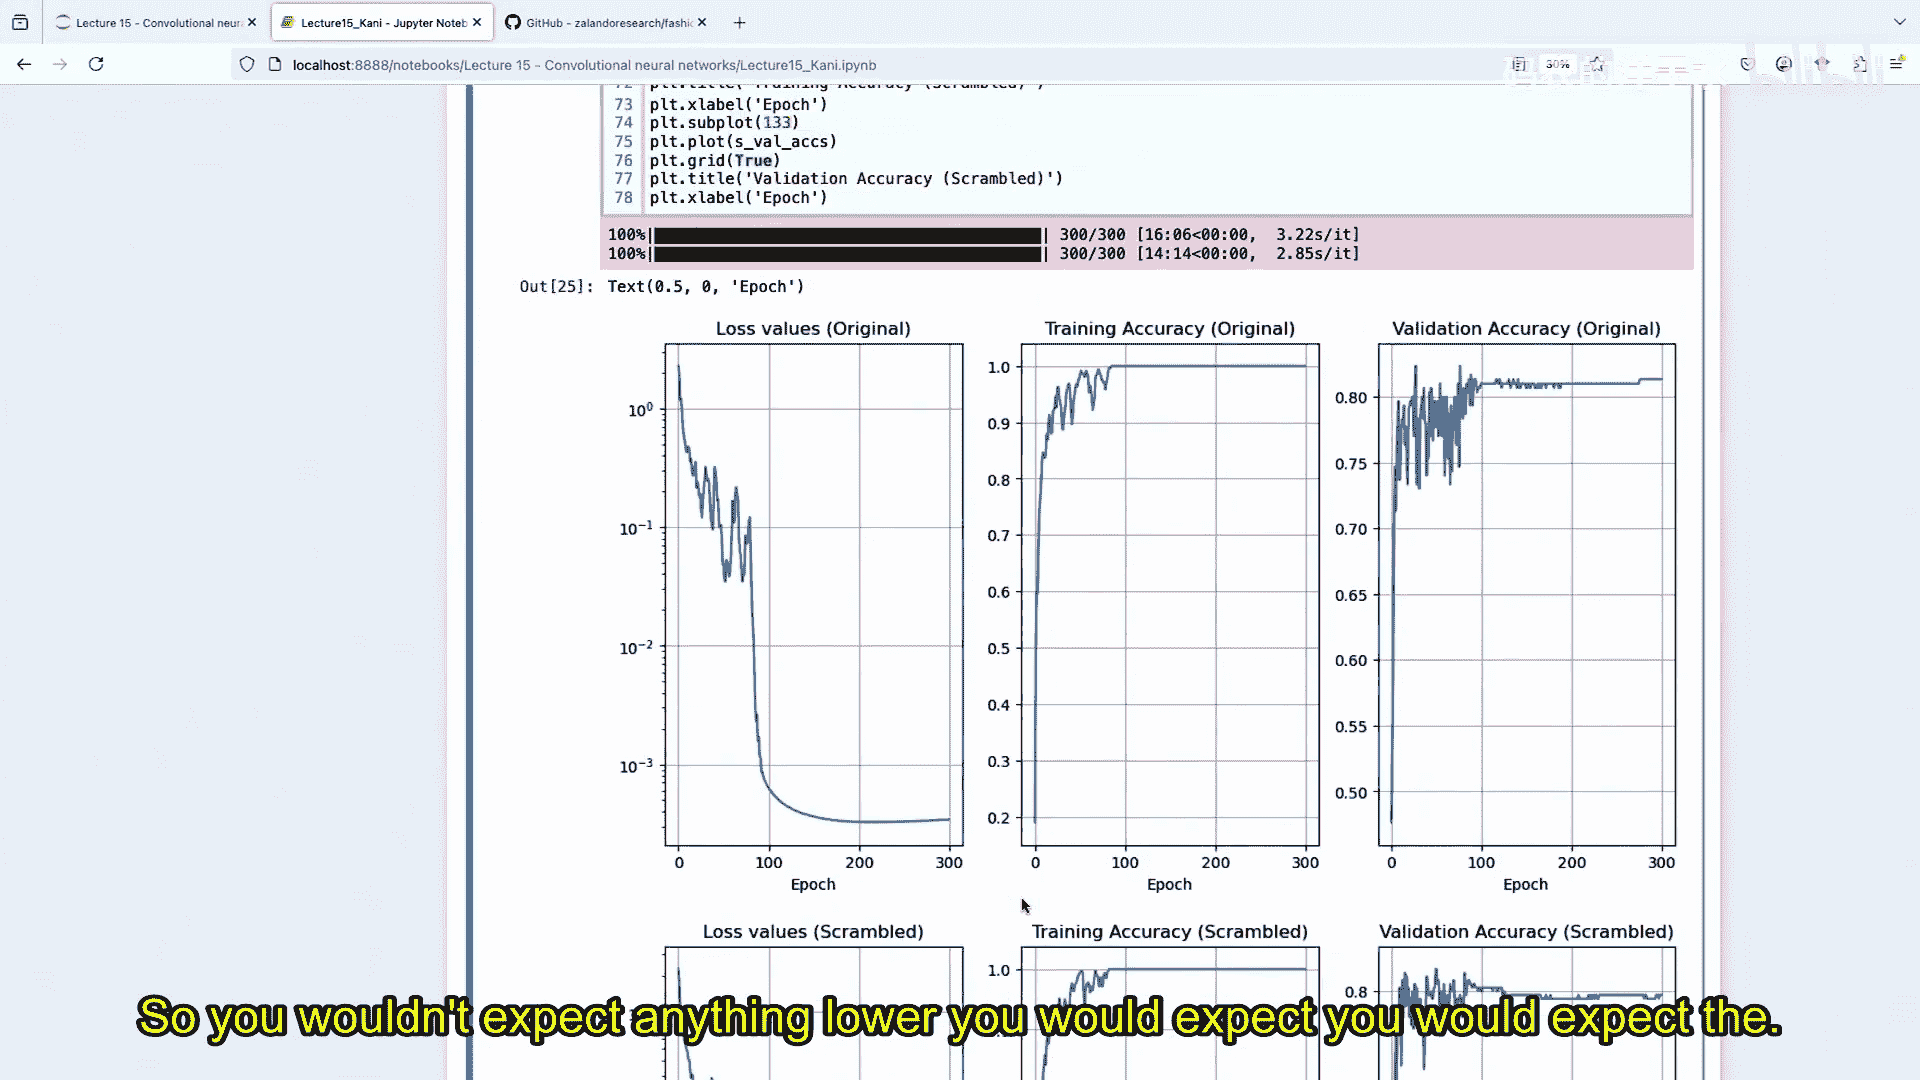 Lecture 15 - Convolutional neur
Lecture15_Kani - Jupyter Noteb
GitHub - zalandoresearch/fashi
localhost:8888/notebooks/Lecture 15 - Convolutional neural networks/Lecture15_Kani.ipynb
30%
72 plt.title('Training Accuracy (Scrambled)')
73 plt.xlabel('Epoch')
74 plt.subplot(133)
75 plt.plot(s_val_accs)
76 plt.grid(True)
77 plt.title('Validation Accuracy (Scrambled)')
78 plt.xlabel('Epoch')
100%| | 300/300 [16:06<00:00, 3.22s/it]
100%| | 300/300 [14:14<00:00, 2.85s/it]
Out[25]: Text(0.5, 0, 'Epoch')
Loss values (Original)
10⁰
10⁻¹
10⁻²
10⁻³
0 100 200 300
Epoch
Training Accuracy (Original)
1.0
0.9
0.8
0.7
0.6
0.5
0.4
0.3
0.2
0 100 200 300
Epoch
Validation Accuracy (Original)
0.80
0.75
0.70
0.65
0.60
0.55
0.50
0 100 200 300
Epoch
Loss values (Scrambled)
Training Accuracy (Scrambled)
1.0
Validation Accuracy (Scrambled)
0.8
So you wouldn't expect anything lower you would expect you would expect the.